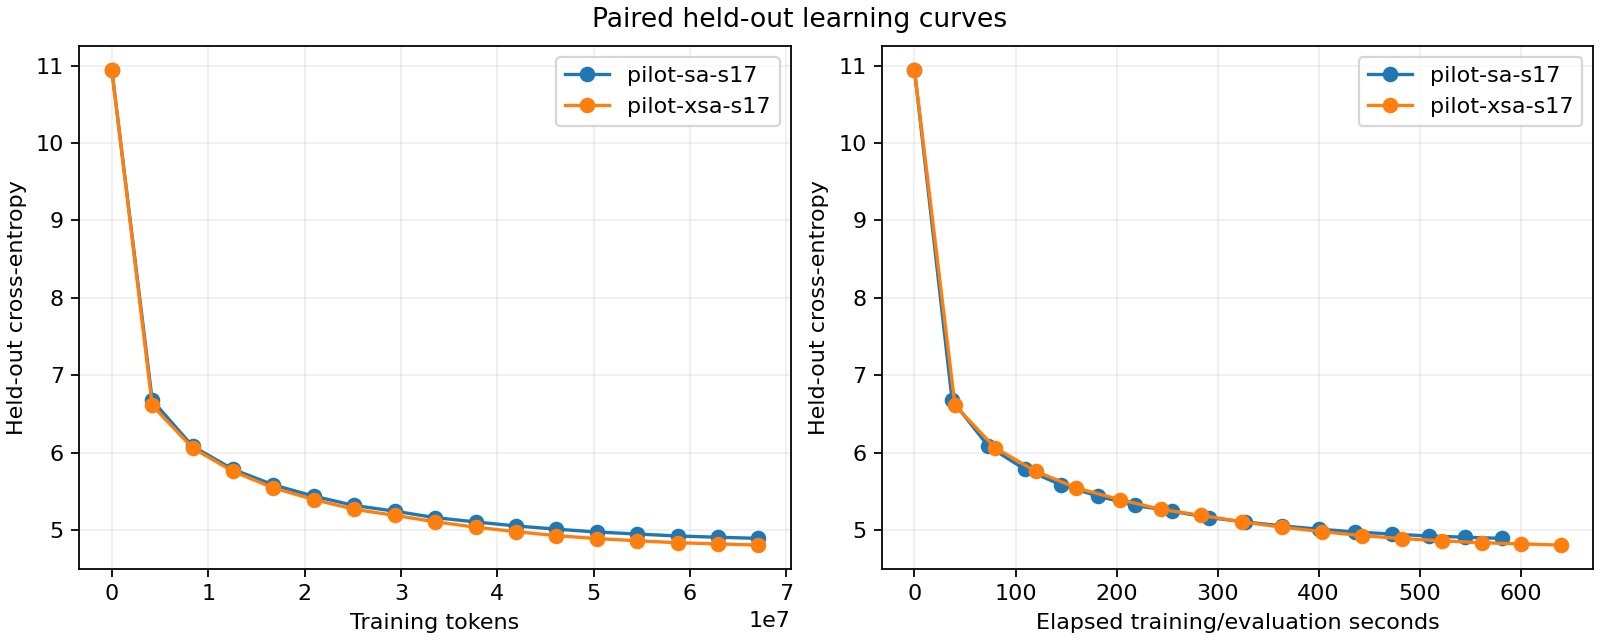 Paired held-out learning curves
Held-out cross-entropy
11
10
9
8
7
6
5
pilot-sa-s17
pilot-xsa-s17
0 1 2 3 4 5 6 7
1e7
Training tokens
Held-out cross-entropy
11
10
9
8
7
6
5
pilot-sa-s17
pilot-xsa-s17
0 100 200 300 400 500 600
Elapsed training/evaluation seconds